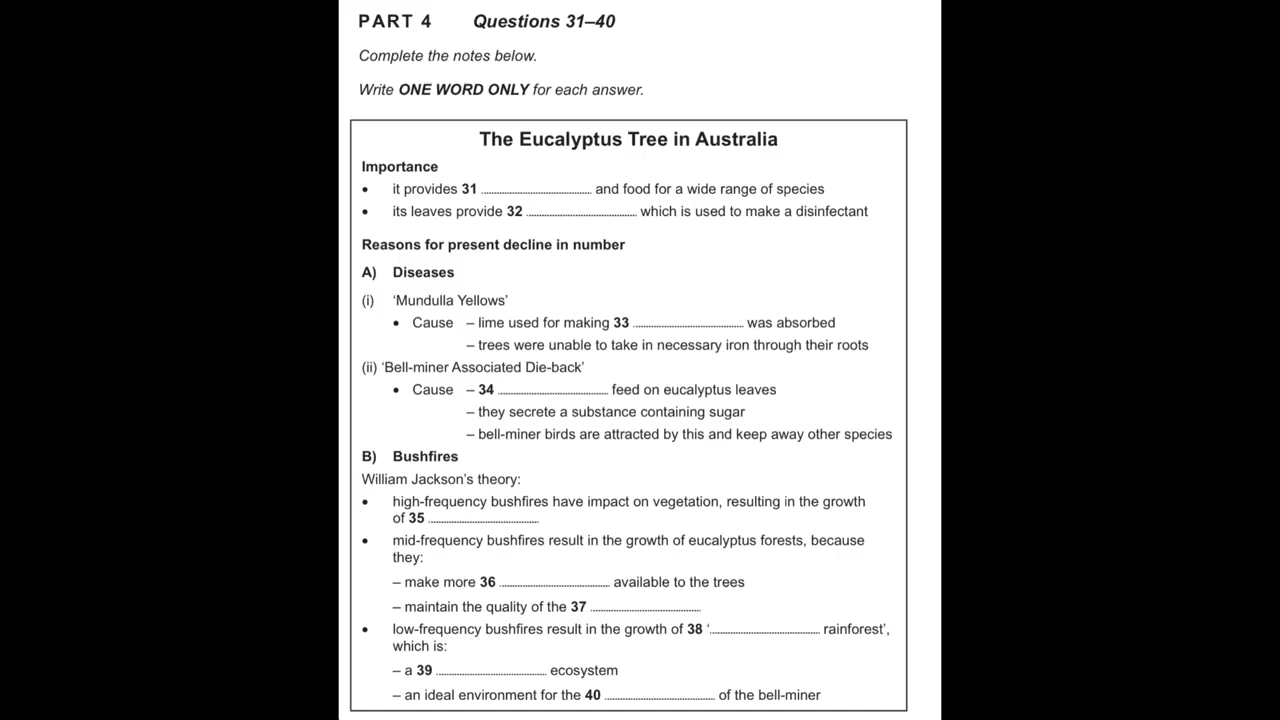 PART 4 Questions 31–40
Complete the notes below.
Write ONE WORD ONLY for each answer.
The Eucalyptus Tree in Australia
Importance
• it provides 31 ........................ and food for a wide range of species
• its leaves provide 32 ........................ which is used to make a disinfectant
Reasons for present decline in number
A) Diseases
(i) ‘Mundulla Yellows’
• Cause – lime used for making 33 ........................ was absorbed
– trees were unable to take in necessary iron through their roots
(ii) ‘Bell-miner Associated Die-back’
• Cause – 34 ........................ feed on eucalyptus leaves
– they secrete a substance containing sugar
– bell-miner birds are attracted by this and keep away other species
B) Bushfires
William Jackson’s theory:
• high-frequency bushfires have impact on vegetation, resulting in the growth
of 35 ........................
• mid-frequency bushfires result in the growth of eucalyptus forests, because
they:
– make more 36 ........................ available to the trees
– maintain the quality of the 37 ........................
• low-frequency bushfires result in the growth of 38 ‘........................ rainforest’,
which is:
– a 39 ........................ ecosystem
– an ideal environment for the 40 ........................ of the bell-miner